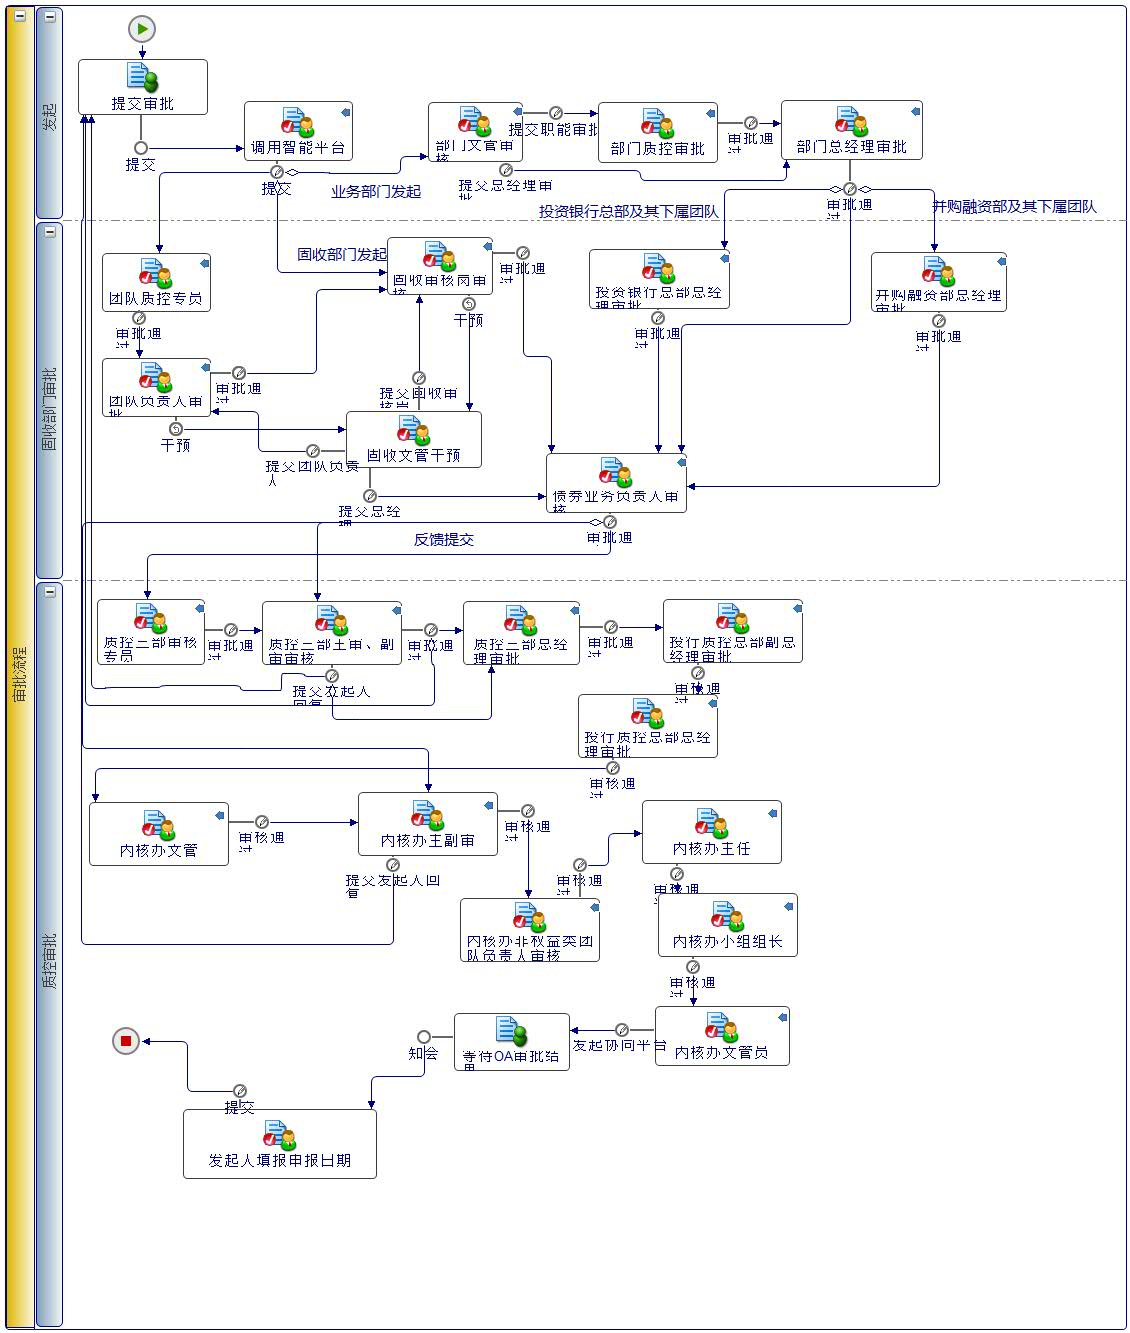 审批流程
发起
提交审批
提交
调用智能平台
提交
业务部门发起
部门文管审
核
提交职能审批
提交总经理审
批
部门质控审批
审批通
过
部门总经理审批
审批通
过
投资银行总部及其下属团队
并购融资部及其下属团队
固收部门审批
固收部门发起
团队质控专员
审批通
过
团队负责人审
批
审批通
过
干预
固收审核岗审
核
审批通
过
干预
提交固收审
核岗
固收文管干预
提交团队负责
人
提交总经
理
投资银行总部总经
理审批
审批通
过
并购融资部总经理
审批
审批通
过
债券业务负责人审
核
审批通
反馈提交
质控审批
质控二部审核
专员
审批通
过
质控二部主审、副
审审核
审批通
过
提交发起人
回复
质控二部总经
理审批
审批通
过
投行质控总部副总
经理审批
审核通
过
投行质控总部总经
理审批
审核通
过
内核办文管
审核通
过
内核办主副审
审核通
过
提交发起人回
复
内核办非权益类团
队负责人审核
审核通
过
内核办主任
审核通
过
内核办小组组长
审核通
过
内核办文管员
发起协同平台
等待OA审批结
果
知会
提交
发起人填报申报日期